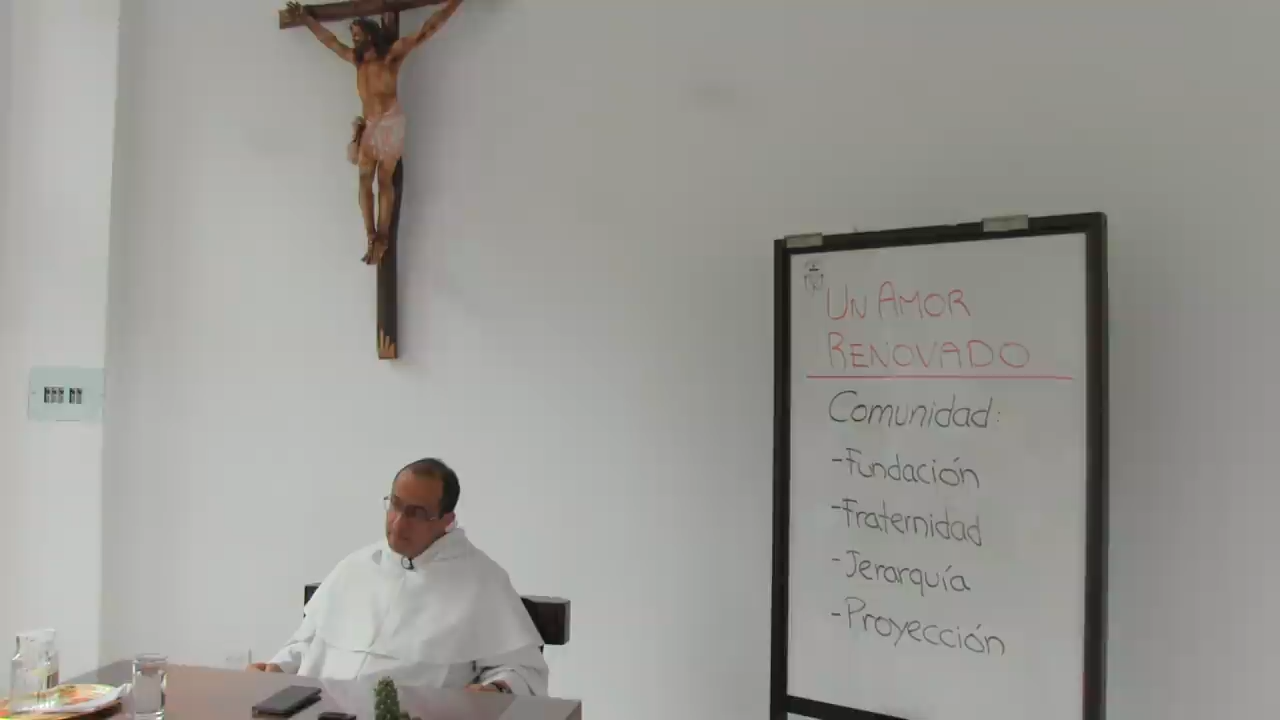 UN AMOR
RENOVADO
Comunidad:
-Fundación
-Fraternidad
-Jerarquía
-Proyección